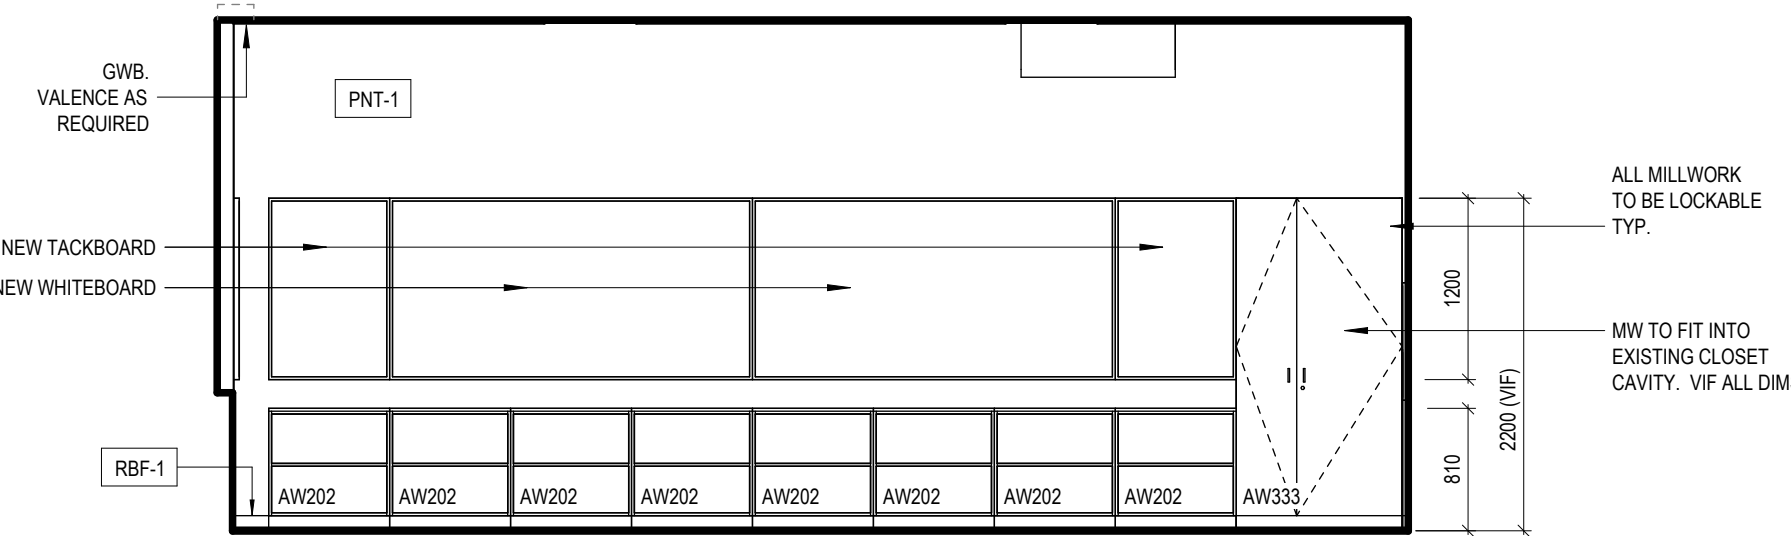 GWB.
VALENCE AS
REQUIRED
PNT-1
ALL MILLWORK
TO BE LOCKABLE
TYP.
NEW TACKBOARD
NEW WHITEBOARD
1200
MW TO FIT INTO
EXISTING CLOSET
CAVITY. VIF ALL DIM
2200 (VIF)
810
RBF-1
AW202 AW202 AW202 AW202 AW202 AW202 AW202 AW202 AW333